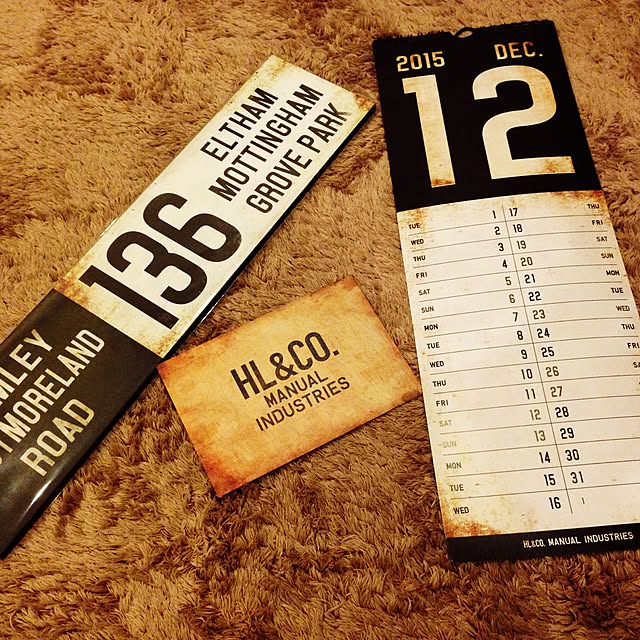 136
ELTHAM
MOTTINGHAM
GROVE PARK
ROAD
HL&CO.
MANUAL
INDUSTRIES
2015 DEC.
12
TUE 1 17 THU
WED 2 18 FRI
THU 3 19 SAT
FRI 4 20 SUN
SAT 5 21 MON
SUN 6 22 TUE
MON 7 23 WED
TUE 8 24 THU
WED 9 25 FRI
THU 10 26 SAT
FRI 11 27 SUN
SAT 12 28
SUN 13 29
MON 14 30
TUE 15 31
WED 16 1
HL&CO. MANUAL INDUSTRIES